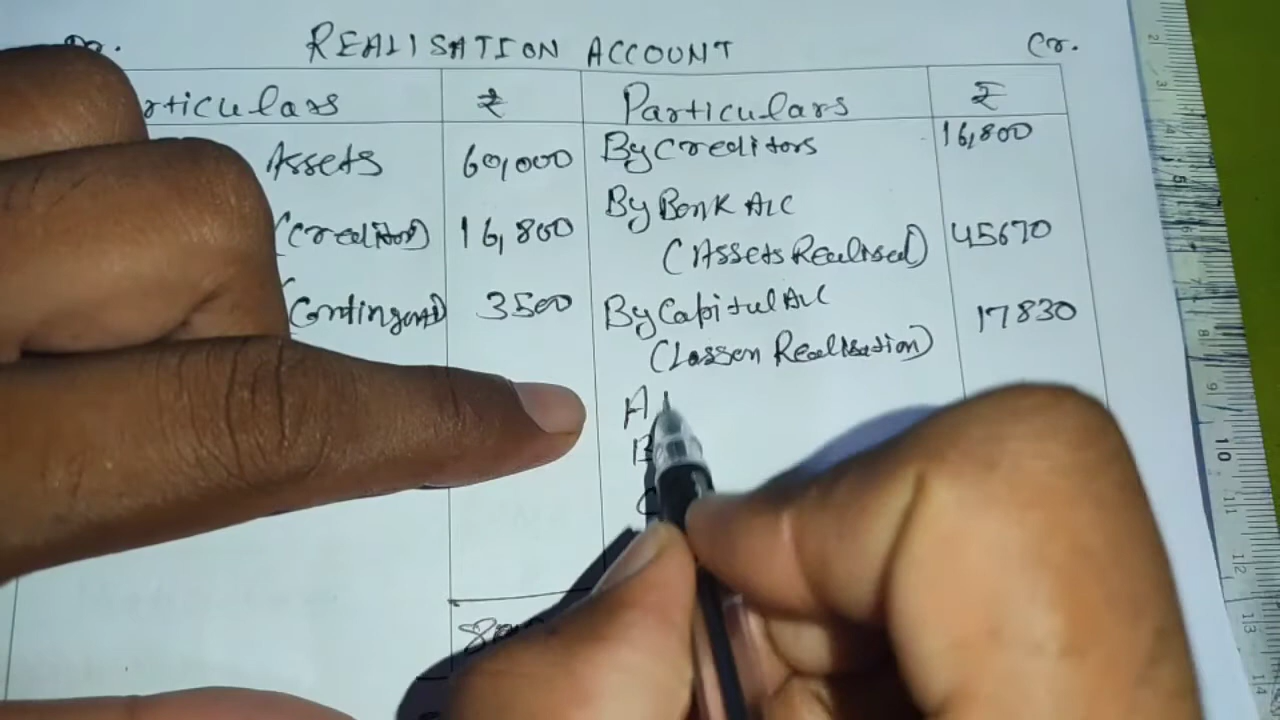 Dr. REALISATION ACCOUNT Cr.
rticulars ₹ Particulars ₹
Assets 60,000 By Creditors 16,800
By Bank A/C
(Creditors) 16,800 (Assets Realised) 45670
(Contingent) 3500 By Capital A/C 17830
(Loss on Realisation)
A
B
C